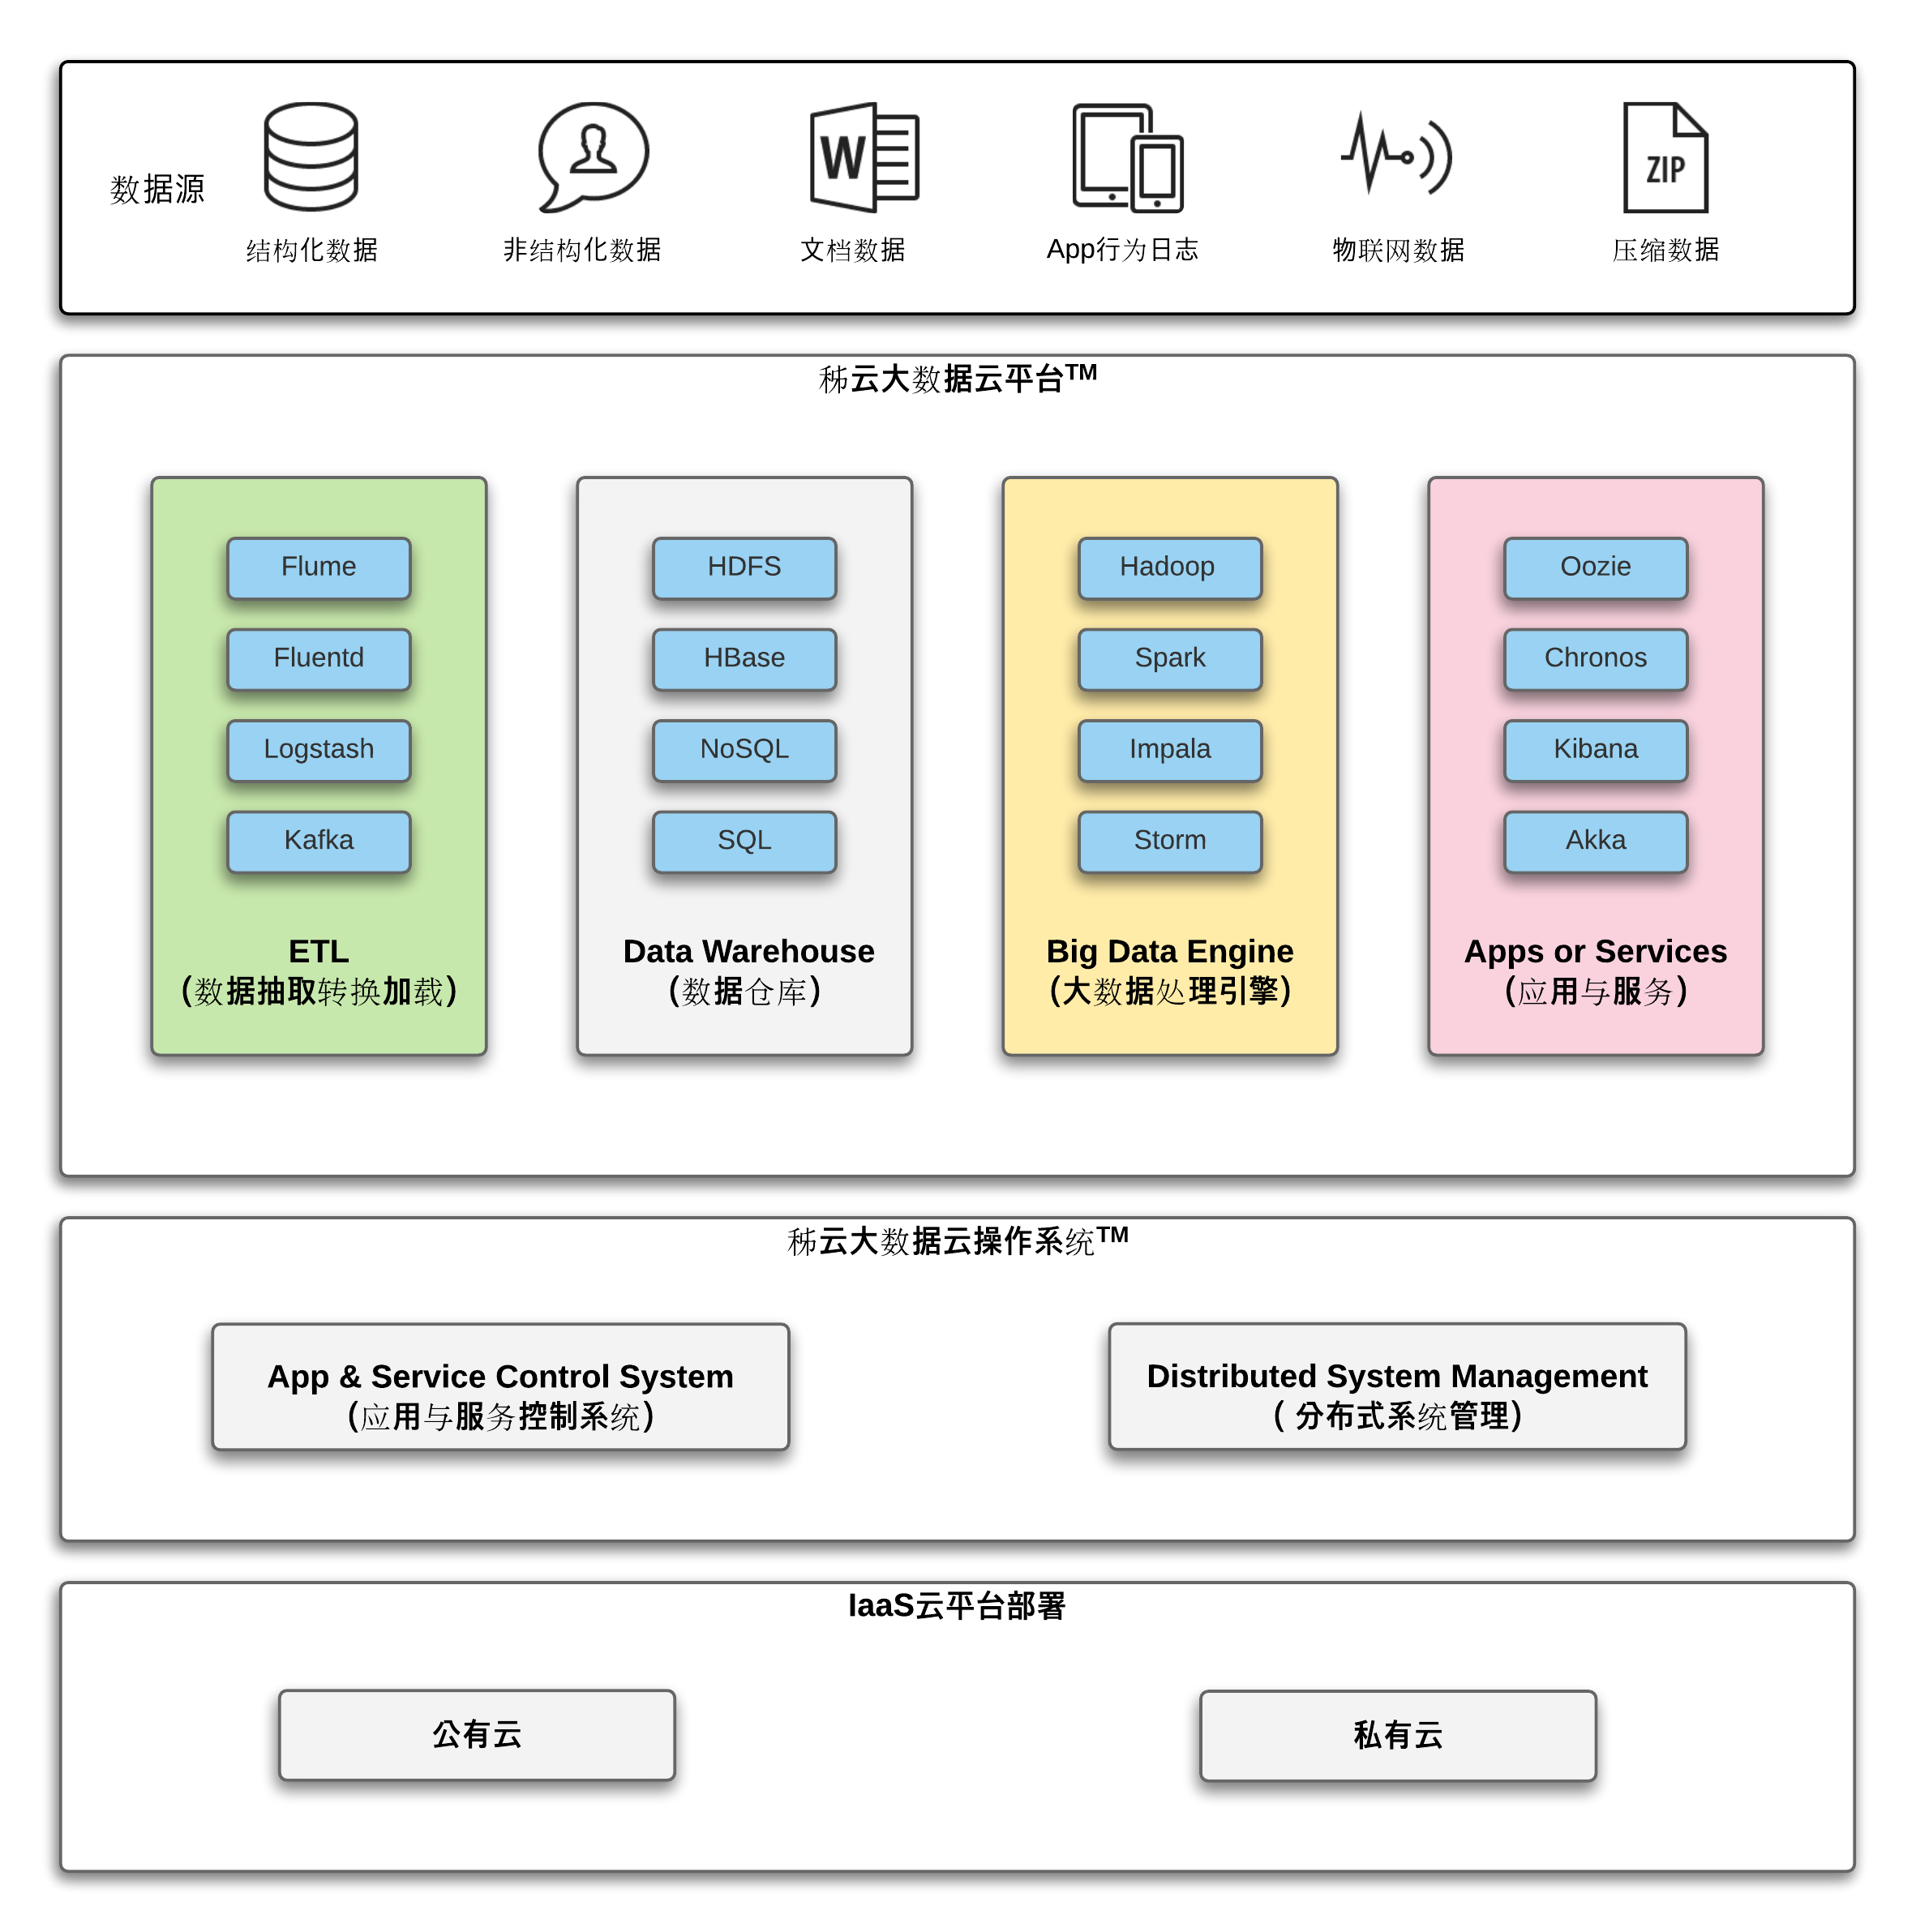 数据源
W
ZIP
结构化数据
非结构化数据
文档数据
App行为日志
物联网数据
压缩数据
秭云大数据云平台TM
Flume
Fluentd
Logstash
Kafka
ETL
(数据抽取转换加载)
HDFS
HBase
NoSQL
SQL
Data Warehouse
(数据仓库)
Hadoop
Spark
Impala
Storm
Big Data Engine
(大数据处理引擎)
Oozie
Chronos
Kibana
Akka
Apps or Services
(应用与服务)
秭云大数据云操作系统TM
App & Service Control System
(应用与服务控制系统)
Distributed System Management
( 分布式系统管理)
IaaS云平台部署
公有云
私有云